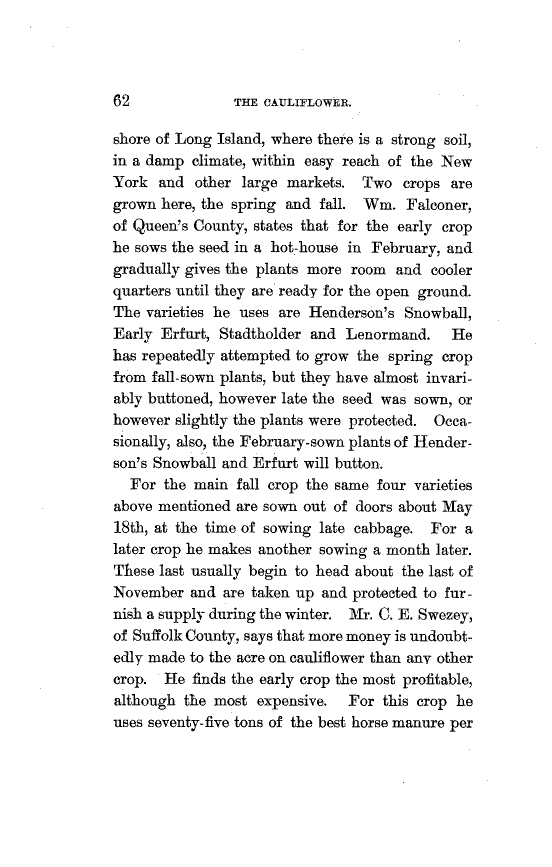 62 THE CAULIFLOWER.
shore of Long Island, where there is a strong soil,
in a damp climate, within easy reach of the New
York and other large markets. Two crops are
grown here, the spring and fall. Wm. Falconer,
of Queen's County, states that for the early crop
he sows the seed in a hot-house in February, and
gradually gives the plants more room and cooler
quarters until they are ready for the open ground.
The varieties he uses are Henderson's Snowball,
Early Erfurt, Stadtholder and Lenormand. He
has repeatedly attempted to grow the spring crop
from fall-sown plants, but they have almost invari-
ably buttoned, however late the seed was sown, or
however slightly the plants were protected. Occa-
sionally, also, the February-sown plants of Hender-
son's Snowball and Erfurt will button.
For the main fall crop the same four varieties
above mentioned are sown out of doors about May
18th, at the time of sowing late cabbage. For a
later crop he makes another sowing a month later.
These last usually begin to head about the last of
November and are taken up and protected to fur-
nish a supply during the winter. Mr. C. E. Swezey,
of Suffolk County, says that more money is undoubt-
edly made to the acre on cauliflower than any other
crop. He finds the early crop the most profitable,
although the most expensive. For this crop he
uses seventy-five tons of the best horse manure per